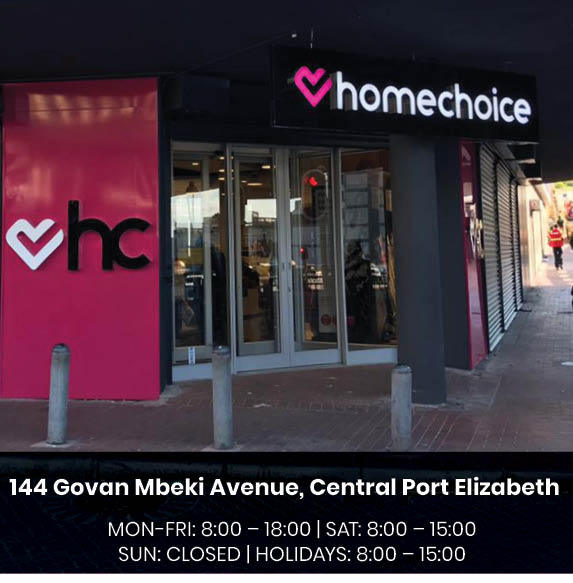 homechoice
hc
144 Govan Mbeki Avenue, Central Port Elizabeth
MON-FRI: 8:00 – 18:00 | SAT: 8:00 – 15:00
SUN: CLOSED | HOLIDAYS: 8:00 – 15:00